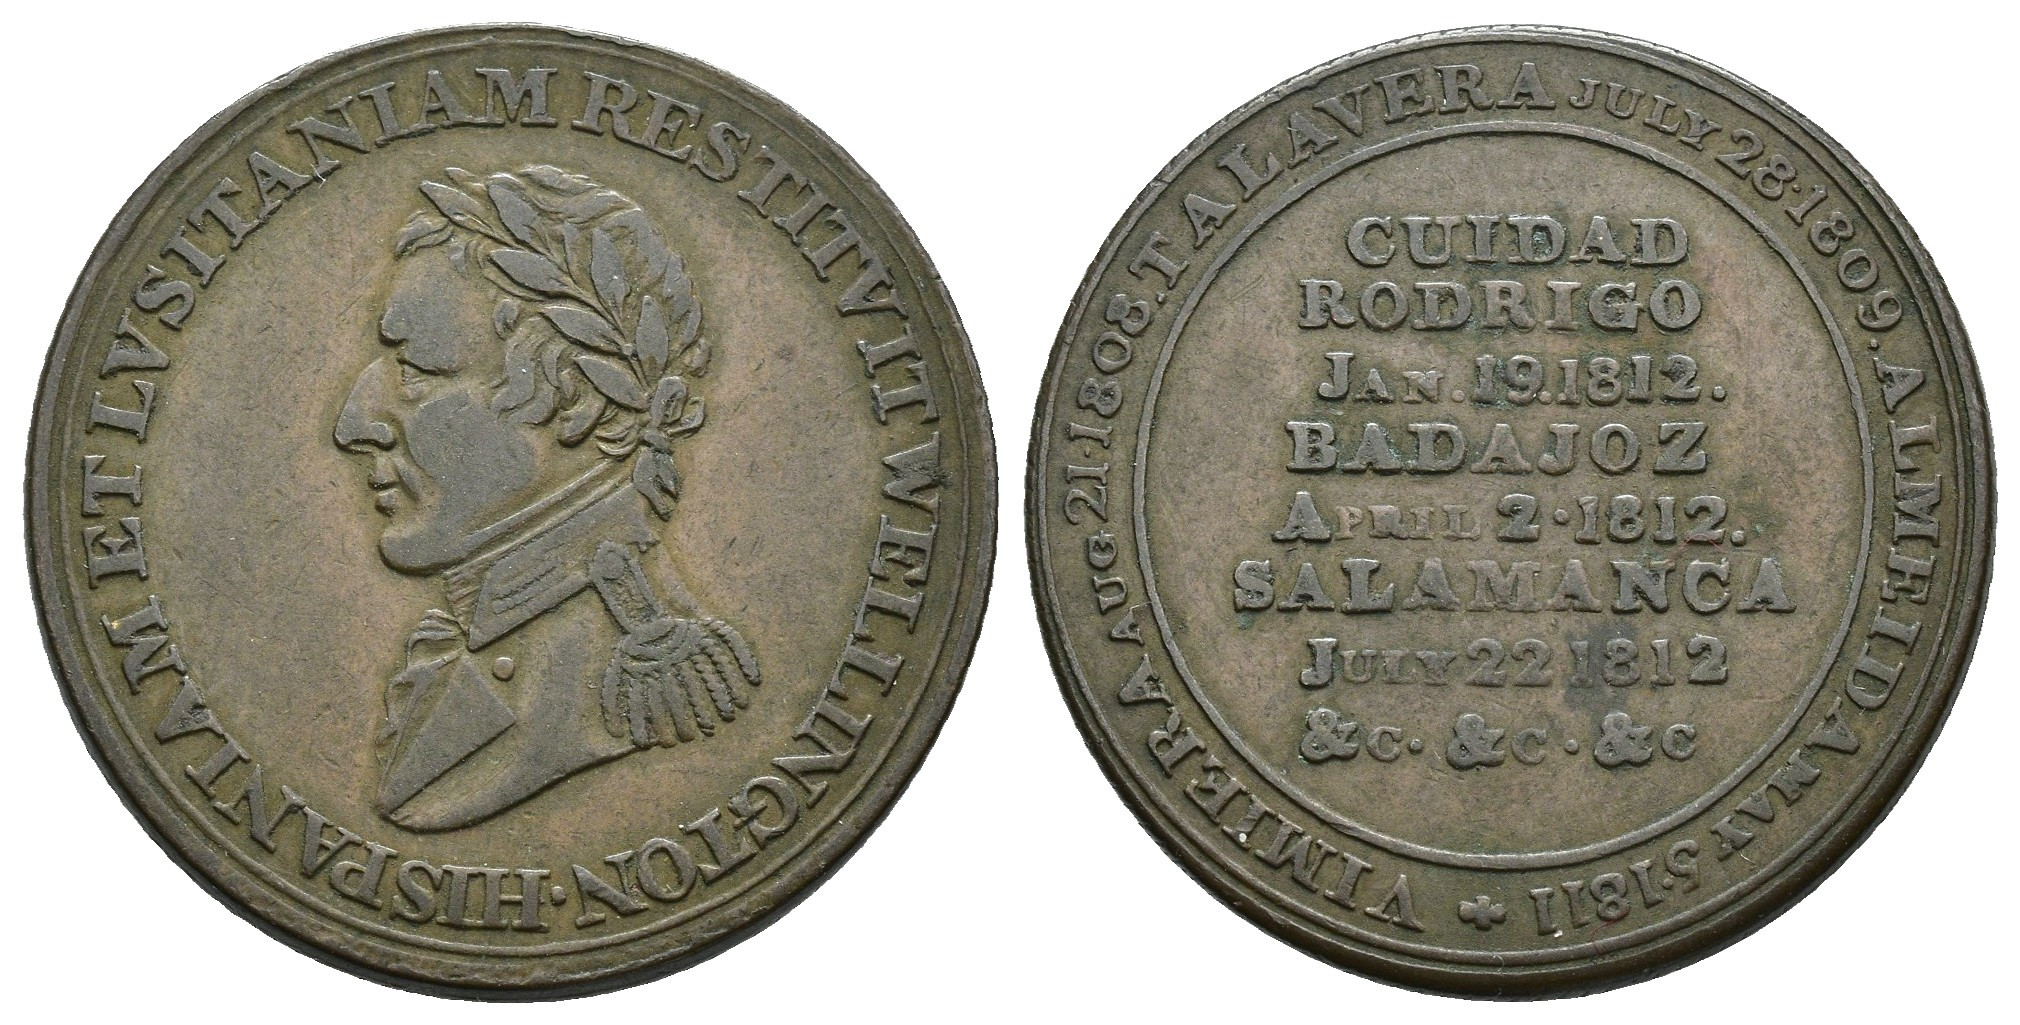 HISPANIAM ET LVSITANIAM RESTITVIT WELLINGTON ·
VIMIERA AUG·21·1808. TALAVERA JULY 28·1809. ALMEIDA MAY 5·1811
CUIDAD
RODRIGO
JAN. 19. 1812.
BADAJOZ
APRIL 2·1812.
SALAMANCA
JULY 22 1812
&C· &C· &C